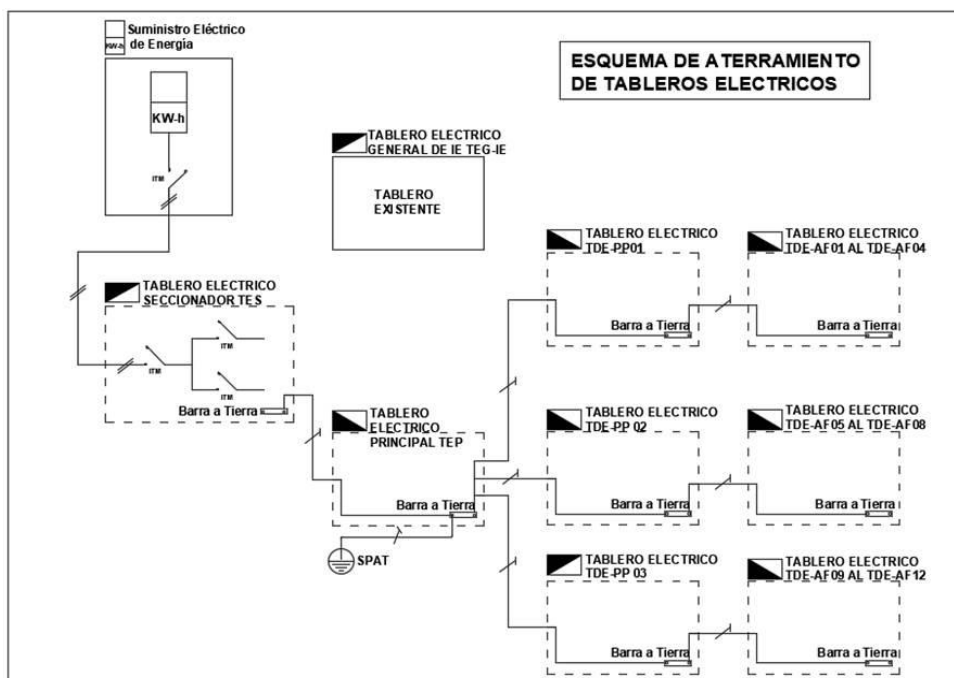 Suministro Eléctrico
de Energía
KW-h
KW-h
ITM
ESQUEMA DE ATERRAMIENTO
DE TABLEROS ELECTRICOS
TABLERO ELECTRICO
GENERAL DE IE TEG-IE
TABLERO
EXISTENTE
TABLERO ELECTRICO
SECCIONADOR TES
ITM
ITM
ITM
Barra a Tierra
TABLERO
ELECTRICO
PRINCIPAL TEP
Barra a Tierra
SPAT
TABLERO ELECTRICO
TDE-PP01
Barra a Tierra
TABLERO ELECTRICO
TDE-AF01 AL TDE-AF04
Barra a Tierra
TABLERO ELECTRICO
TDE-PP 02
Barra a Tierra
TABLERO ELECTRICO
TDE-AF05 AL TDE-AF08
Barra a Tierra
TABLERO ELECTRICO
TDE-PP 03
Barra a Tierra
TABLERO ELECTRICO
TDE-AF09 AL TDE-AF12
Barra a Tierra